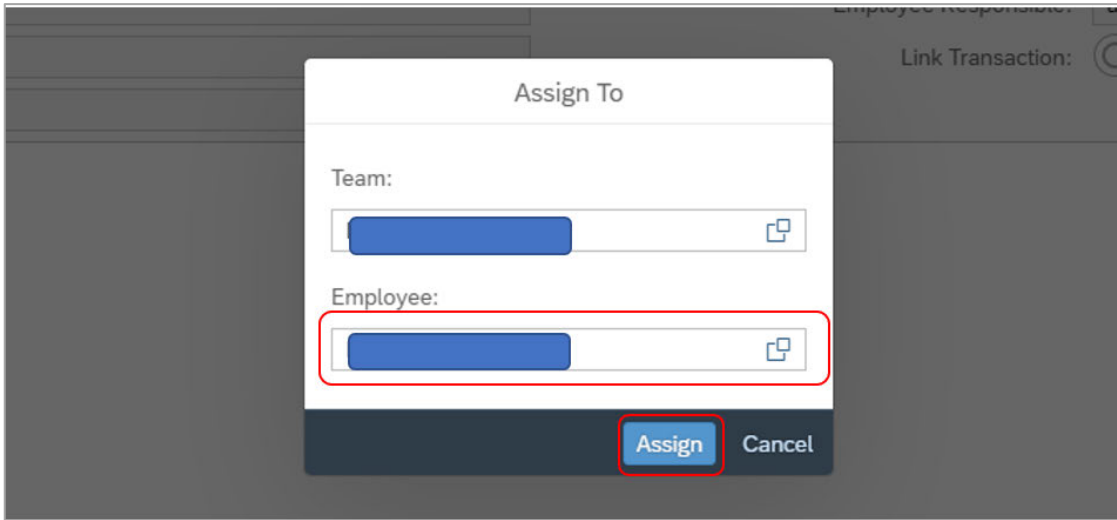 Employee Responsible:
Link Transaction:
Assign To
Team:
Employee:
Assign
Cancel